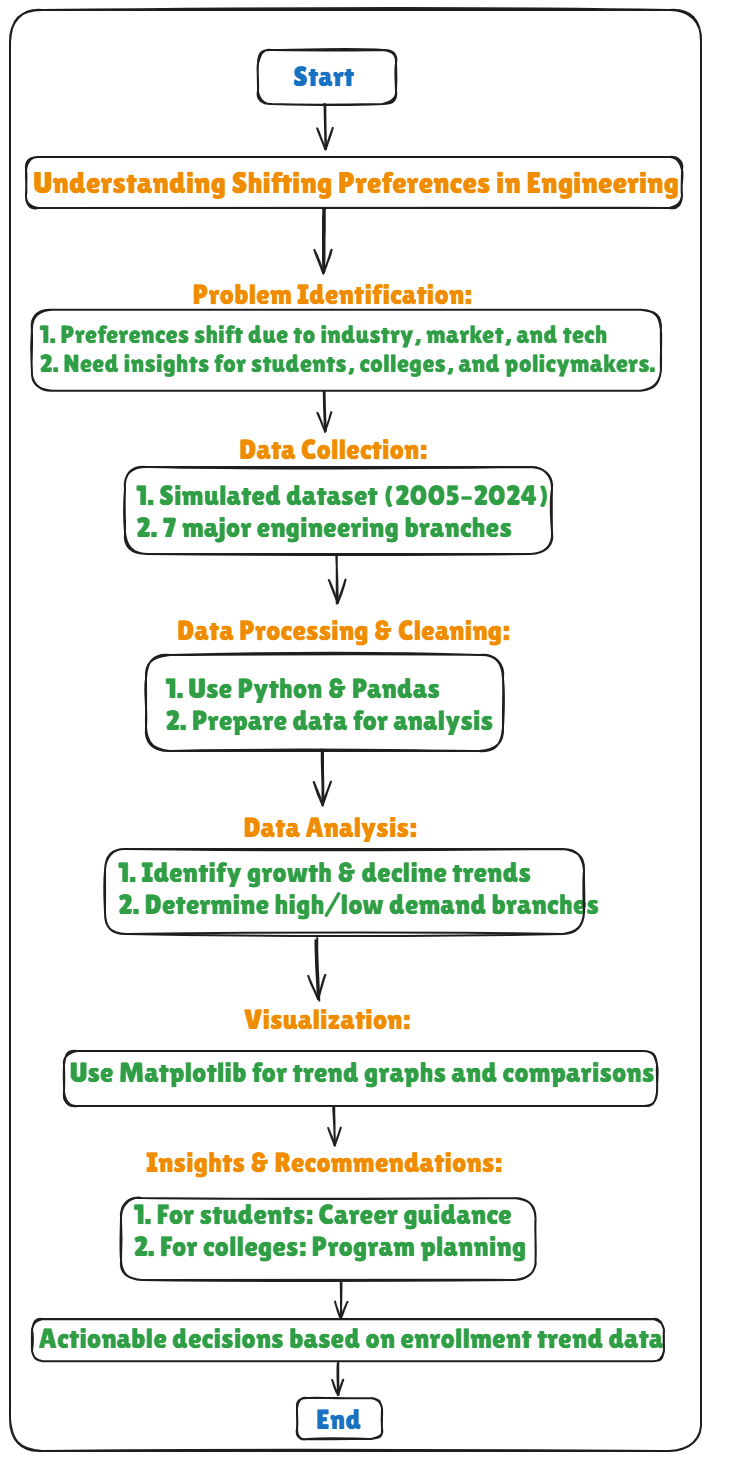 Start
Understanding Shifting Preferences in Engineering
Problem Identification:
1. Preferences shift due to industry, market, and tech
2. Need insights for students, colleges, and policymakers.
Data Collection:
1. Simulated dataset (2005-2024)
2. 7 major engineering branches
Data Processing & Cleaning:
1. Use Python & Pandas
2. Prepare data for analysis
Data Analysis:
1. Identify growth & decline trends
2. Determine high/low demand branches
Visualization:
Use Matplotlib for trend graphs and comparisons
Insights & Recommendations:
1. For students: Career guidance
2. For colleges: Program planning
Actionable decisions based on enrollment trend data
End